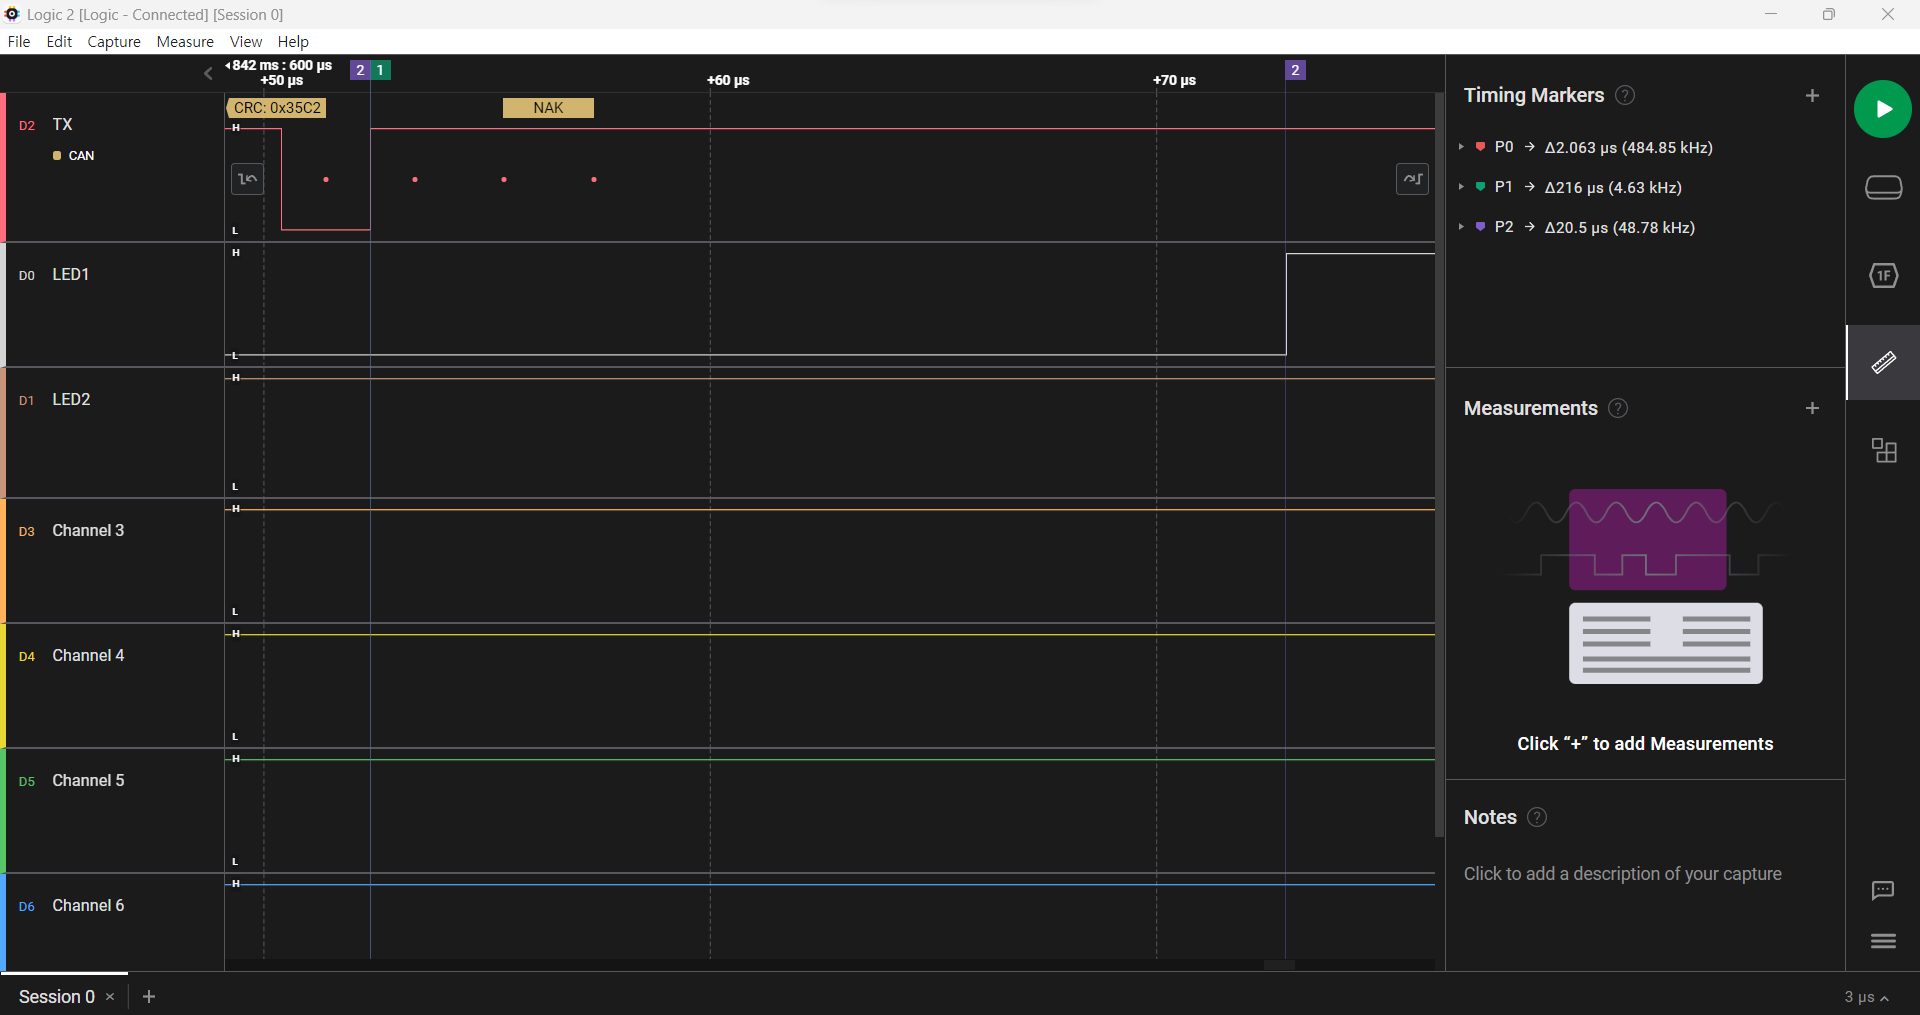 Logic 2 [Logic - Connected] [Session 0]
File Edit Capture Measure View Help
842 ms : 600 µs
+50 µs
2 1
+60 µs
+70 µs
2
CRC: 0x35C2
NAK
D2 TX
CAN
H
L
D0 LED1
H
L
D1 LED2
H
L
D3 Channel 3
H
L
D4 Channel 4
H
L
D5 Channel 5
H
L
D6 Channel 6
H
Timing Markers ? +
P0 → Δ2.063 µs (484.85 kHz)
P1 → Δ216 µs (4.63 kHz)
P2 → Δ20.5 µs (48.78 kHz)
Measurements ? +
Click “+” to add Measurements
Notes ?
Click to add a description of your capture
1F
Session 0 × +
3 µs